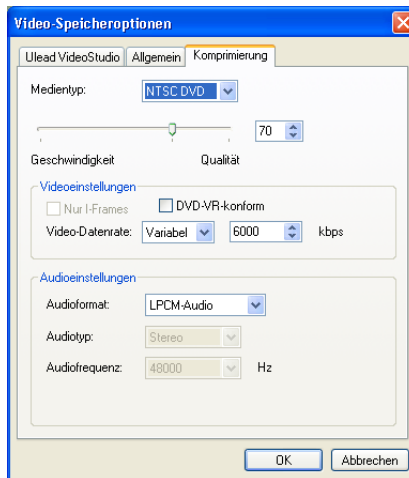 Video-Speicheroptionen
Ulead VideoStudio Allgemein Komprimierung
Medientyp: NTSC DVD
70
Geschwindigkeit Qualität
Videoeinstellungen
Nur I-Frames DVD-VR-konform
Video-Datenrate: Variabel 6000 kbps
Audioeinstellungen
Audioformat: LPCM-Audio
Audiotyp: Stereo
Audiofrequenz: 48000 Hz
OK Abbrechen